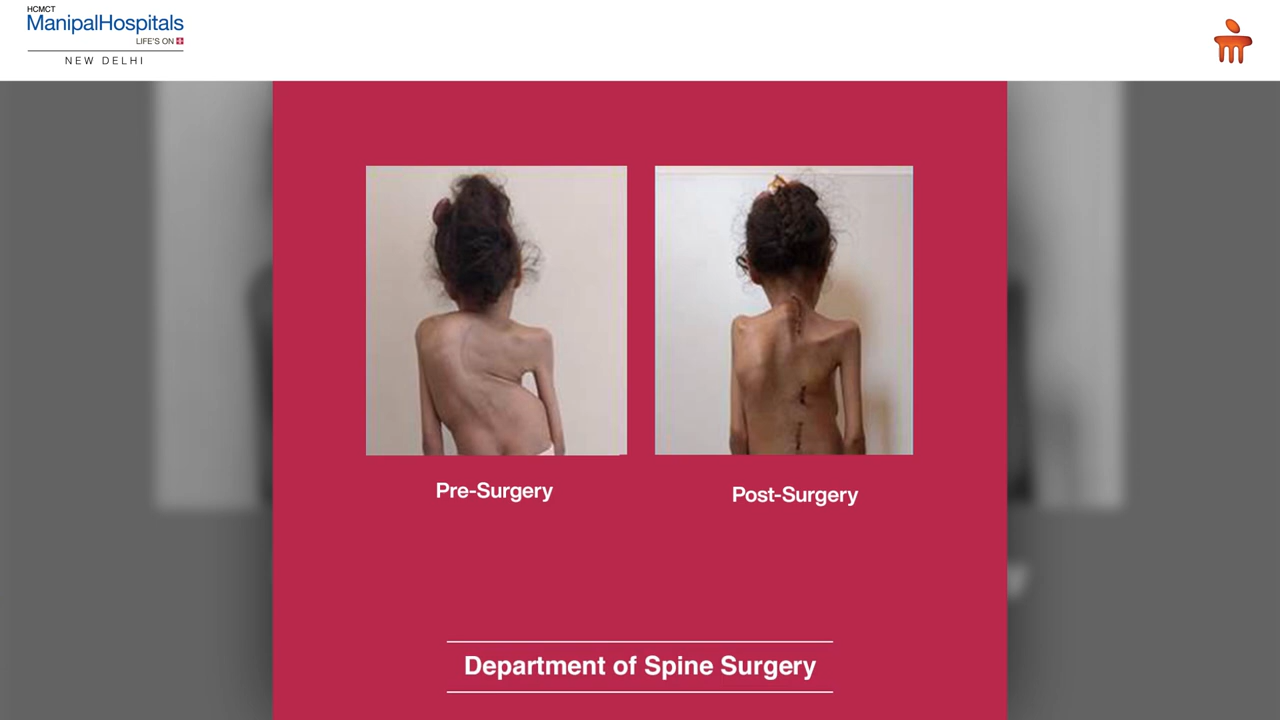 HCMCT
ManipalHospitals
LIFE'S ON
NEW DELHI
Pre-Surgery
Post-Surgery
Department of Spine Surgery